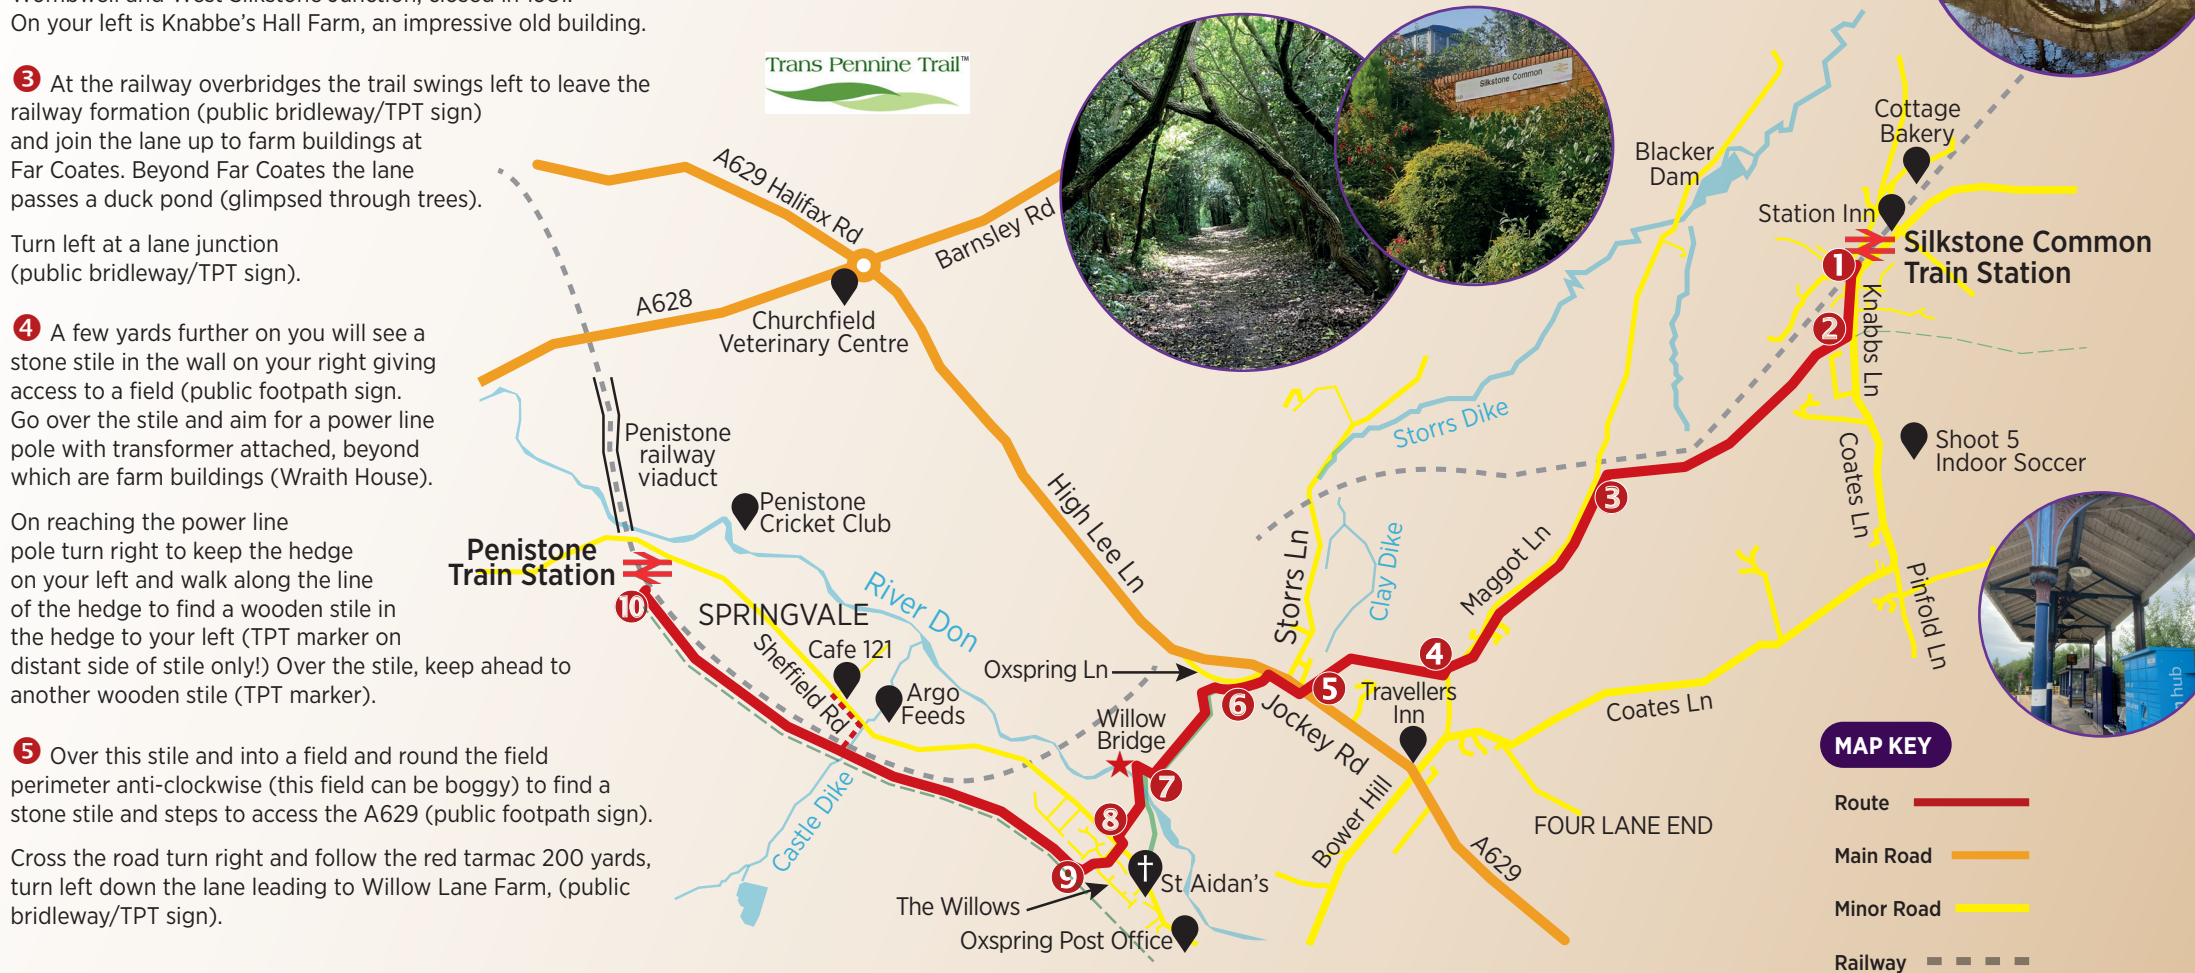 On your left is Knabbe's Hall Farm, an impressive old building.
3 At the railway overbridges the trail swings left to leave the
railway formation (public bridleway/TPT sign)
and join the lane up to farm buildings at
Far Coates. Beyond Far Coates the lane
passes a duck pond (glimpsed through trees).
Turn left at a lane junction
(public bridleway/TPT sign).
4 A few yards further on you will see a
stone stile in the wall on your right giving
access to a field (public footpath sign.
Go over the stile and aim for a power line
pole with transformer attached, beyond
which are farm buildings (Wraith House).
On reaching the power line
pole turn right to keep the hedge
on your left and walk along the line
of the hedge to find a wooden stile in
the hedge to your left (TPT marker on
distant side of stile only!) Over the stile, keep ahead to
another wooden stile (TPT marker).
5 Over this stile and into a field and round the field
perimeter anti-clockwise (this field can be boggy) to find a
stone stile and steps to access the A629 (public footpath sign).
Cross the road turn right and follow the red tarmac 200 yards,
turn left down the lane leading to Willow Lane Farm, (public
bridleway/TPT sign).
Trans Pennine Trail™
Silkstone Common
A629 Halifax Rd
Barnsley Rd
A628
Churchfield
Veterinary Centre
Penistone
railway
viaduct
Penistone
Cricket Club
Penistone
Train Station
10
SPRINGVALE
Cafe 121
Sheffield Rd
Argo
Feeds
River Don
Castle Dike
High Lee Ln
Oxspring Ln
Willow
Bridge
6
7
8
9
St Aidan's
The Willows
Oxspring Post Office
Jockey Rd
Storrs Ln
Storrs Dike
Clay Dike
5
4
3
Maggot Ln
Travellers
Inn
Bower Hill
A629
FOUR LANE END
Coates Ln
Blacker
Dam
Cottage
Bakery
Station Inn
Silkstone Common
Train Station
1
2
Knabbs Ln
Coates Ln
Shoot 5
Indoor Soccer
Pinfold Ln
hub
MAP KEY
Route
Main Road
Minor Road
Railway